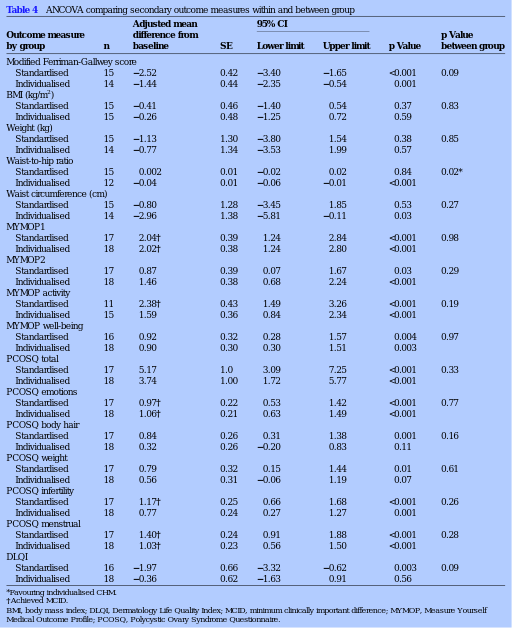 Table 4 ANCOVA comparing secondary outcome measures within and between group
Outcome measure by group n Adjusted mean difference from baseline SE 95% CI Lower limit Upper limit p Value p Value between group
Modified Ferriman-Gallwey score
Standardised 15 −2.52 0.42 −3.40 −1.65 <0.001 0.09
Individualised 14 −1.44 0.44 −2.35 −0.54 0.001
BMI (kg/m²)
Standardised 15 −0.41 0.46 −1.40 0.54 0.37 0.83
Individualised 15 −0.26 0.48 −1.25 0.72 0.59
Weight (kg)
Standardised 15 −1.13 1.30 −3.80 1.54 0.38 0.85
Individualised 14 −0.77 1.34 −3.53 1.99 0.57
Waist-to-hip ratio
Standardised 15 0.002 0.01 −0.02 0.02 0.84 0.02*
Individualised 12 −0.04 0.01 −0.06 −0.01 <0.001
Waist circumference (cm)
Standardised 15 −0.80 1.28 −3.45 1.85 0.53 0.27
Individualised 14 −2.96 1.38 −5.81 −0.11 0.03
MYMOP1
Standardised 17 2.04† 0.39 1.24 2.84 <0.001 0.98
Individualised 18 2.02† 0.38 1.24 2.80 <0.001
MYMOP2
Standardised 17 0.87 0.39 0.07 1.67 0.03 0.29
Individualised 18 1.46 0.38 0.68 2.24 <0.001
MYMOP activity
Standardised 11 2.38† 0.43 1.49 3.26 <0.001 0.19
Individualised 15 1.59 0.36 0.84 2.34 <0.001
MYMOP well-being
Standardised 16 0.92 0.32 0.28 1.57 0.004 0.97
Individualised 18 0.90 0.30 0.30 1.51 0.003
PCOSQ total
Standardised 17 5.17 1.0 3.09 7.25 <0.001 0.33
Individualised 18 3.74 1.00 1.72 5.77 <0.001
PCOSQ emotions
Standardised 17 0.97† 0.22 0.53 1.42 <0.001 0.77
Individualised 18 1.06† 0.21 0.63 1.49 <0.001
PCOSQ body hair
Standardised 17 0.84 0.26 0.31 1.38 0.001 0.16
Individualised 18 0.32 0.26 −0.20 0.83 0.11
PCOSQ weight
Standardised 17 0.79 0.32 0.15 1.44 0.01 0.61
Individualised 18 0.56 0.31 −0.06 1.19 0.07
PCOSQ infertility
Standardised 17 1.17† 0.25 0.66 1.68 <0.001 0.26
Individualised 18 0.77 0.24 0.27 1.27 0.001
PCOSQ menstrual
Standardised 17 1.40† 0.24 0.91 1.88 <0.001 0.28
Individualised 18 1.03† 0.23 0.56 1.50 <0.001
DLQI
Standardised 16 −1.97 0.66 −3.32 −0.62 0.003 0.09
Individualised 18 −0.36 0.62 −1.63 0.91 0.56
*Favouring individualised CHM.
†Achieved MCID.
BMI, body mass index; DLQI, Dermatology Life Quality Index; MCID, minimum clinically important difference; MYMOP, Measure Yourself
Medical Outcome Profile; PCOSQ, Polycystic Ovary Syndrome Questionnaire.